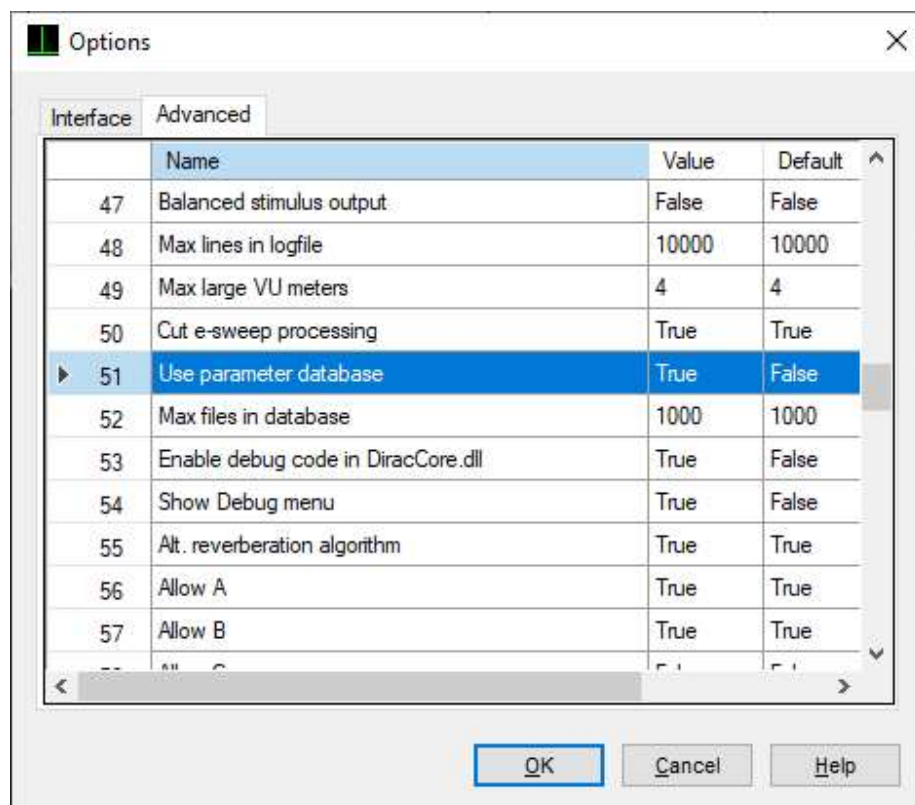 Options
Interface Advanced
Name Value Default
47 Balanced stimulus output False False
48 Max lines in logfile 10000 10000
49 Max large VU meters 4 4
50 Cut e-sweep processing True True
51 Use parameter database True False
52 Max files in database 1000 1000
53 Enable debug code in DiracCore.dll True False
54 Show Debug menu True False
55 Alt. reverberation algorithm True True
56 Allow A True True
57 Allow B True True
OK Cancel Help